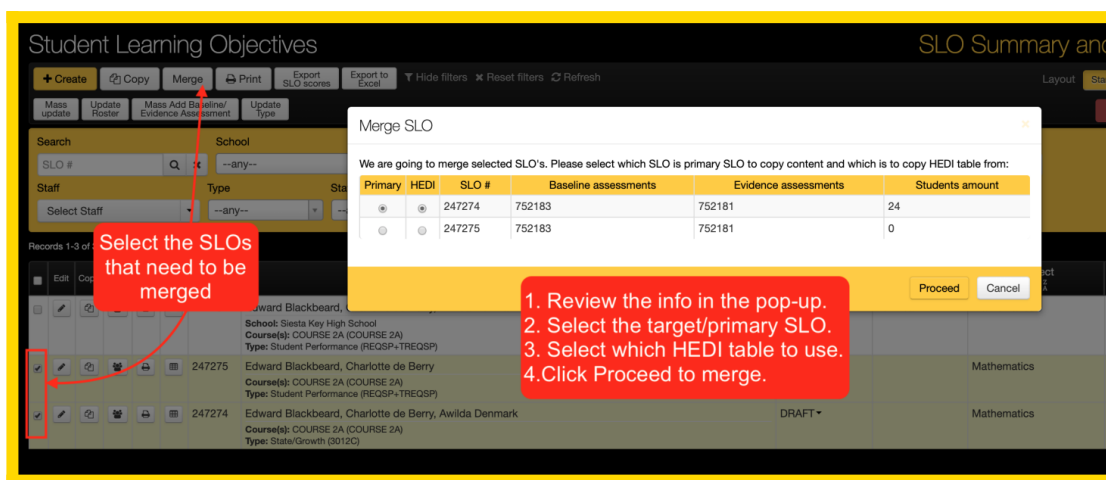 Student Learning Objectives
SLO Summary and
Create Copy Merge Print Export SLO scores Export to Excel Hide filters Reset filters Refresh
Layout Sta
Mass update Update Roster Mass Add Baseline/ Evidence Assessment Update Type
Search School
SLO # --any--
Staff Type Sta
Select Staff --any--
Records 1-3 of
Select the SLOs
that need to be
merged
Merge SLO
We are going to merge selected SLO's. Please select which SLO is primary SLO to copy content and which is to copy HEDI table from:
Primary HEDI SLO # Baseline assessments Evidence assessments Students amount
247274 752183 752181 24
247275 752183 752181 0
Proceed Cancel
1. Review the info in the pop-up.
2. Select the target/primary SLO.
3. Select which HEDI table to use.
4.Click Proceed to merge.
Edit Cop
School: Siesta Key High School
Course(s): COURSE 2A (COURSE 2A)
Type: Student Performance (REQSP+TREQSP)
247275 Edward Blackbeard, Charlotte de Berry Mathematics
Course(s): COURSE 2A (COURSE 2A)
Type: Student Performance (REQSP+TREQSP)
247274 Edward Blackbeard, Charlotte de Berry, Awilda Denmark DRAFT Mathematics
Course(s): COURSE 2A (COURSE 2A)
Type: State/Growth (3012C)